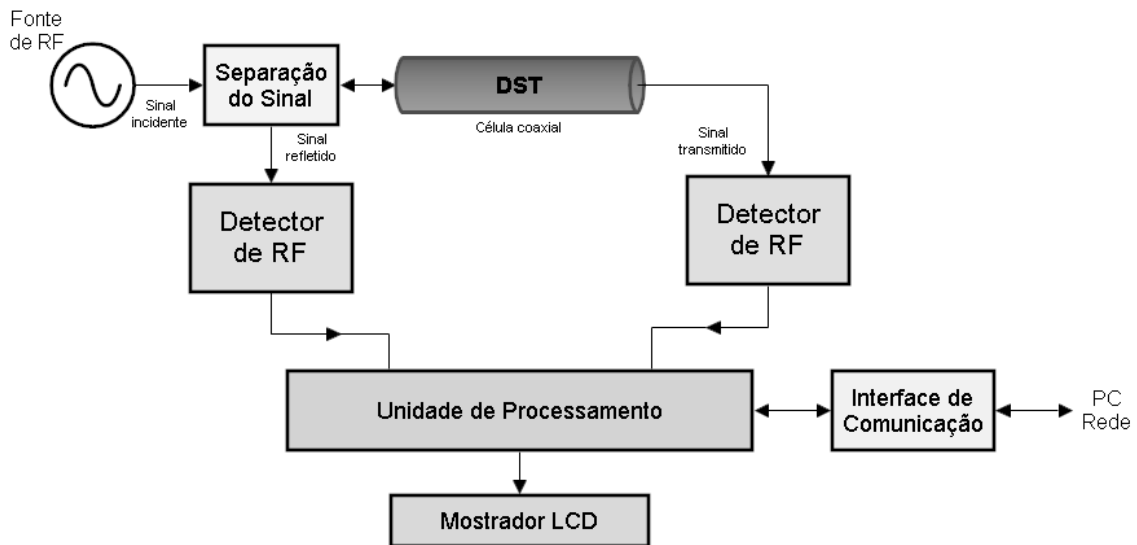 Fonte
de RF
Separação
do Sinal
DST
Sinal
incidente
Célula coaxial
Sinal
refletido
Sinal
transmitido
Detector
de RF
Detector
de RF
Unidade de Processamento
Interface de
Comunicação
PC
Rede
Mostrador LCD